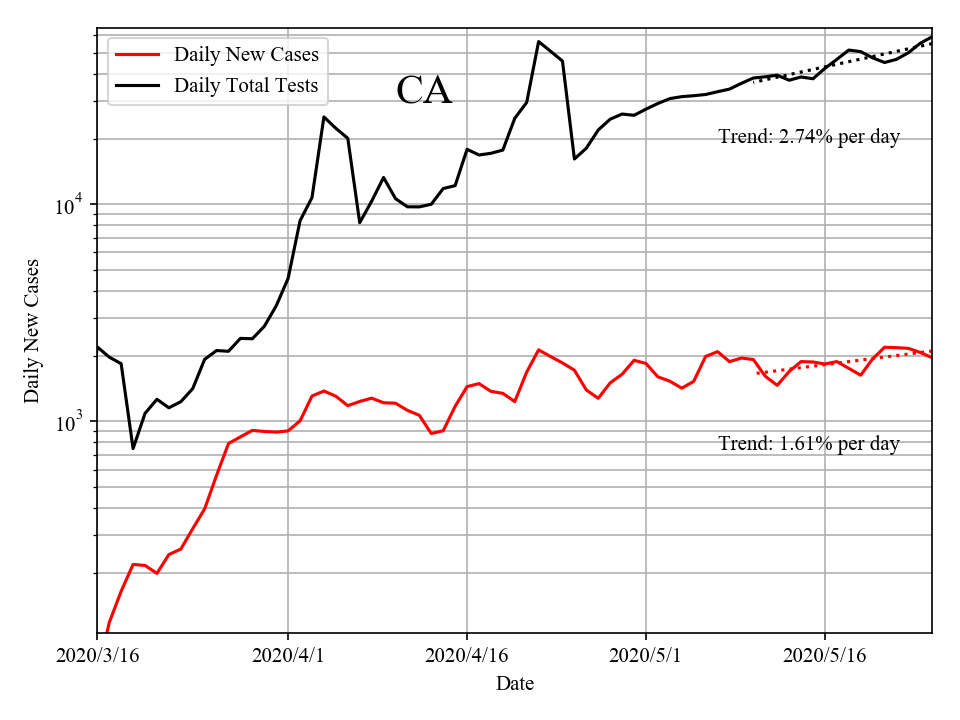 Daily New Cases
Daily Total Tests
CA
Trend: 2.74% per day
10^4
Daily New Cases
10^3
Trend: 1.61% per day
2020/3/16 2020/4/1 2020/4/16 2020/5/1 2020/5/16
Date